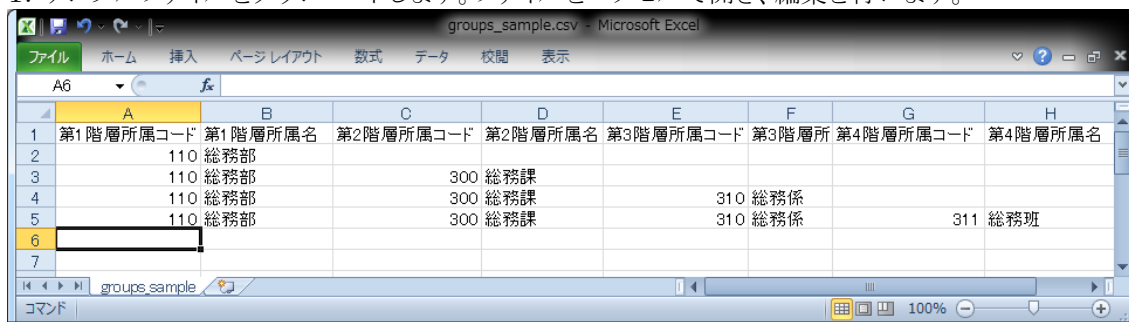 groups_sample.csv - Microsoft Excel
ファイル ホーム 挿入 ページ レイアウト 数式 データ 校閲 表示
A6 fx
A B C D E F G H
1 第1階層所属コード 第1階層所属名 第2階層所属コード 第2階層所属名 第3階層所属コード 第3階層所 第4階層所属コード 第4階層所属名
2 110 総務部
3 110 総務部 300 総務課
4 110 総務部 300 総務課 310 総務係
5 110 総務部 300 総務課 310 総務係 311 総務班
6
7
groups_sample
コマンド 100%